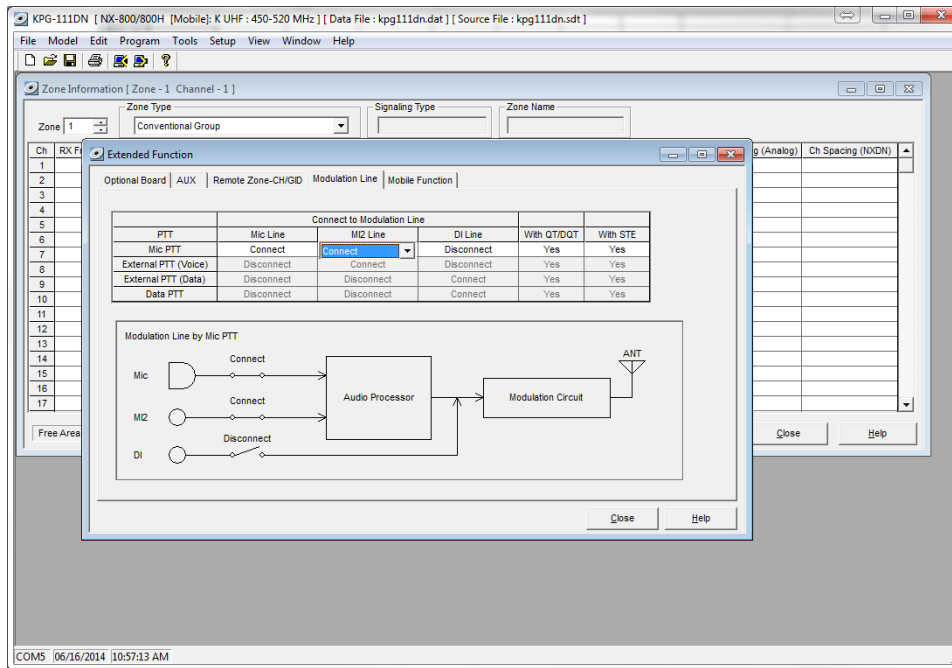 KPG-111DN [ NX-800/800H [Mobile]: K UHF : 450-520 MHz ] [ Data File : kpg111dn.dat ] [ Source File : kpg111dn.sdt ]
File Model Edit Program Tools Setup View Window Help
Zone Information [ Zone - 1 Channel - 1 ]
Zone Type Signaling Type Zone Name
Zone 1 Conventional Group
Ch (Analog) Ch Spacing (NXDN)
1
2
3
4
5
6
7
8
9
10
11
12
13
14
15
16
17
Free Area
Close Help
Extended Function
Optional Board AUX Remote Zone-CH/GID Modulation Line Mobile Function
Connect to Modulation Line
PTT Mic Line MI2 Line DI Line With QT/DQT With STE
Mic PTT Connect Connect Disconnect Yes Yes
External PTT (Voice) Disconnect Connect Disconnect Yes Yes
External PTT (Data) Disconnect Disconnect Connect Yes Yes
Data PTT Disconnect Disconnect Connect Yes Yes
Modulation Line by Mic PTT
Mic Connect
MI2 Connect
DI Disconnect
Audio Processor
Modulation Circuit
ANT
Close Help
COM5 06/16/2014 10:57:13 AM